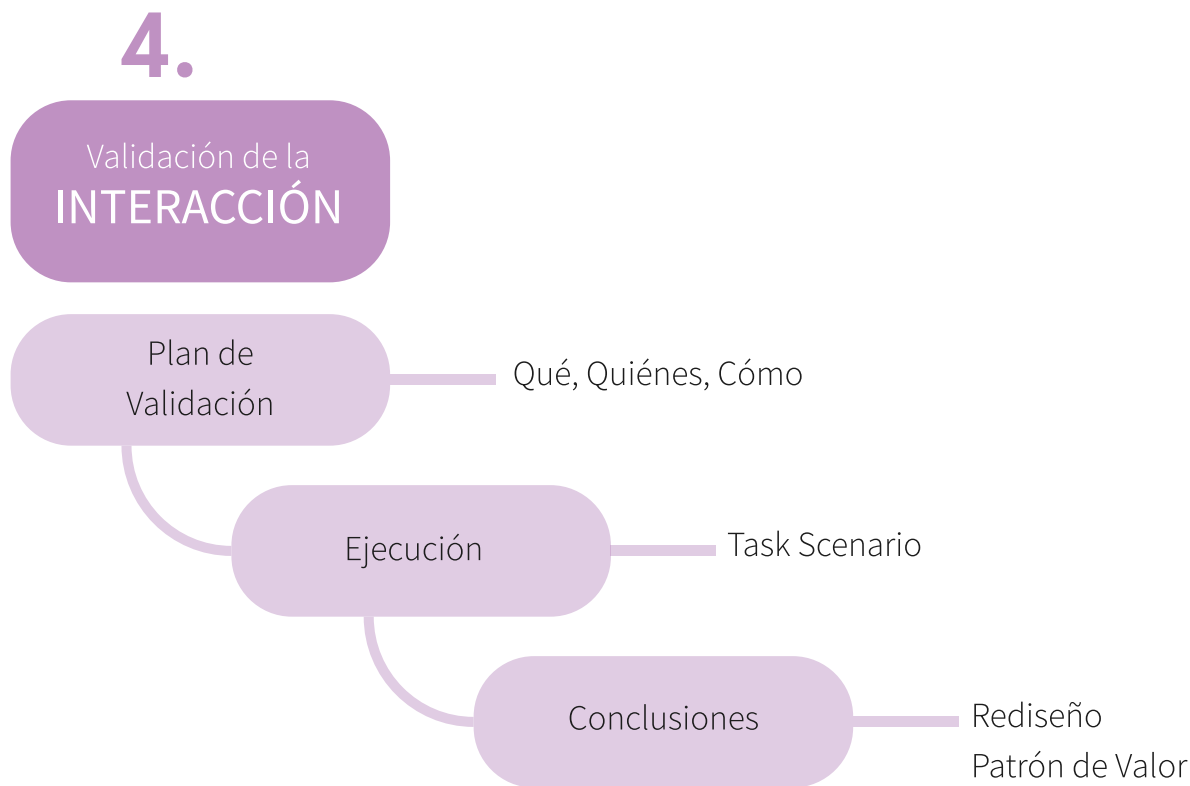 4.
Validación de la
INTERACCIÓN
Plan de
Validación
Qué, Quiénes, Cómo
Ejecución
Task Scenario
Conclusiones
Rediseño
Patrón de Valor